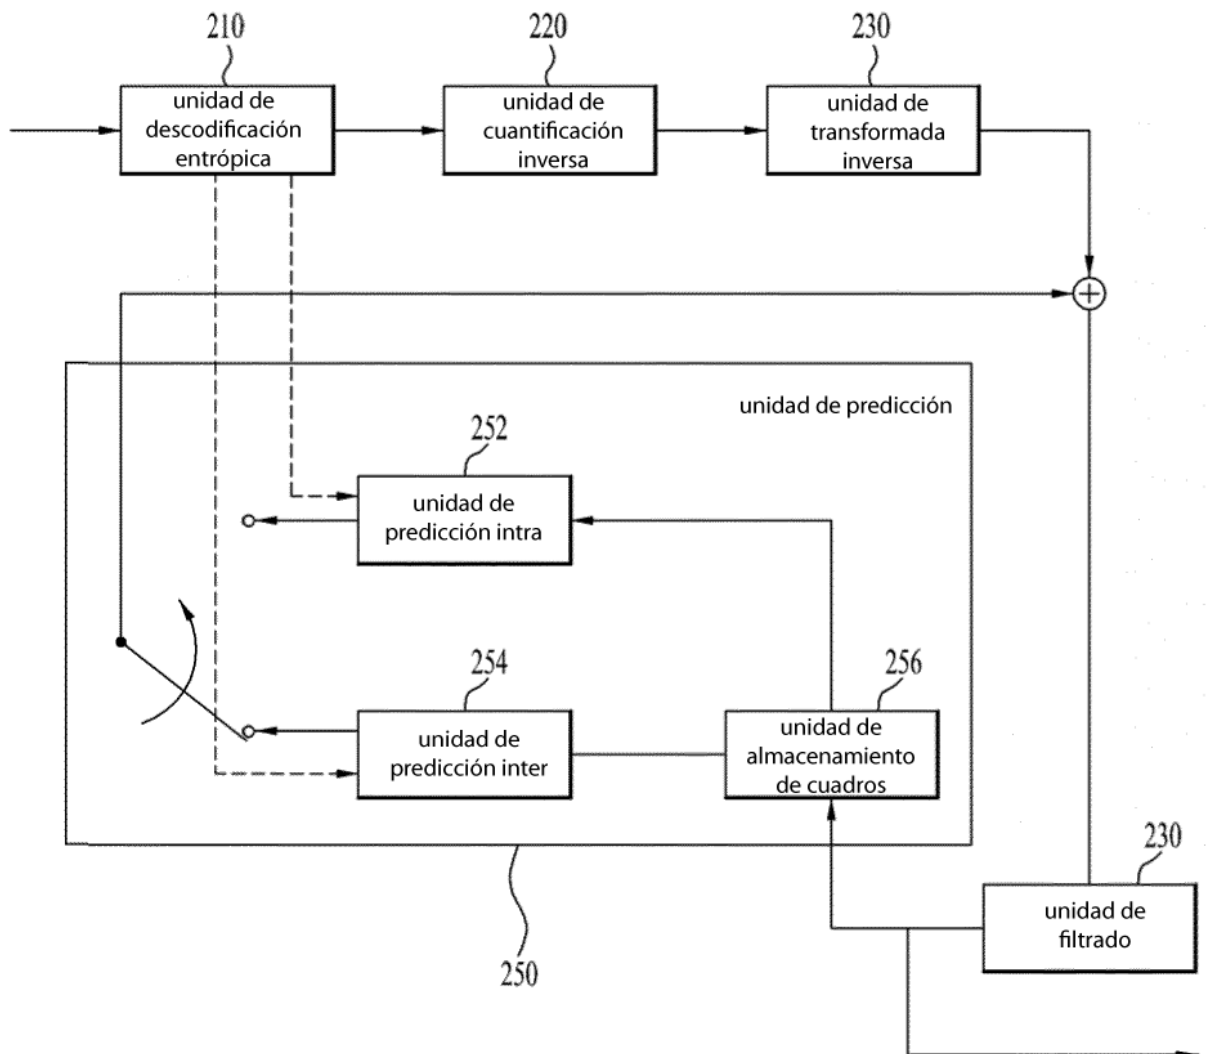 210
220
230
unidad de
descodificación
entrópica
unidad de
cuantificación
inversa
unidad de
transformada
inversa
unidad de predicción
252
unidad de
predicción intra
254
unidad de
predicción inter
256
unidad de
almacenamiento
de cuadros
230
unidad de
filtrado
250